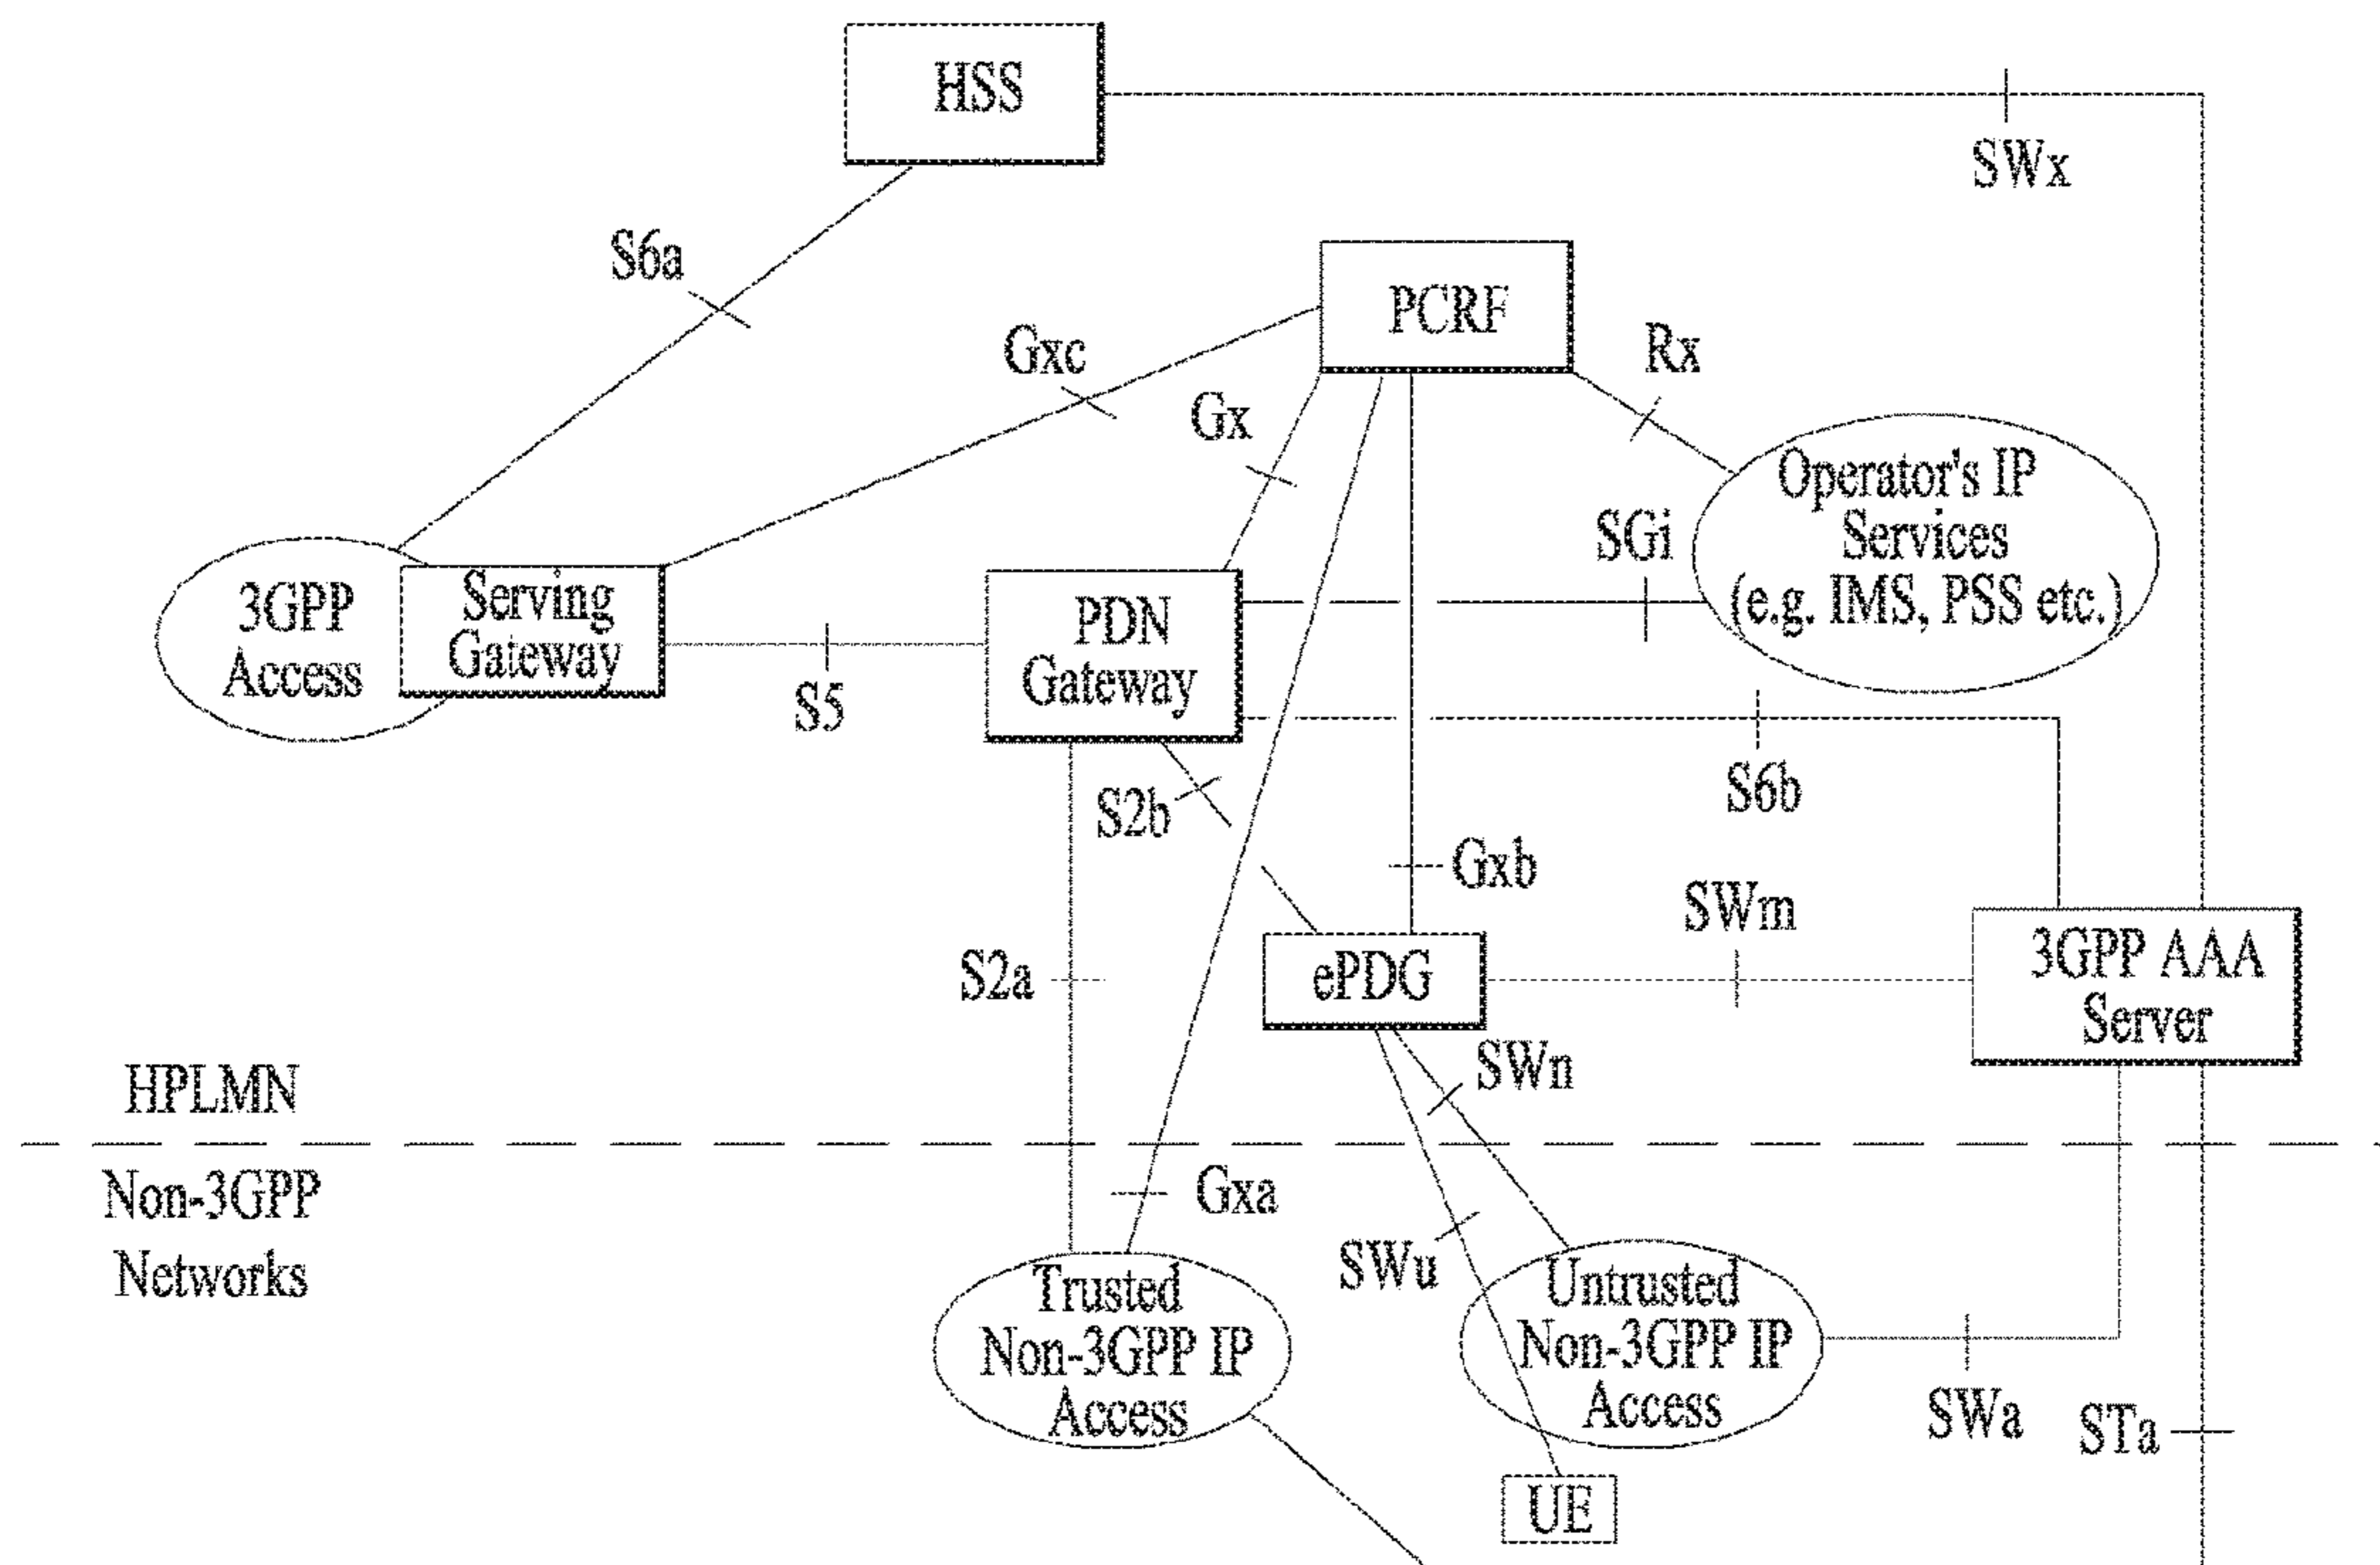 HSS
SWx
S6a
PCRF
Gxc
Rx
Gx
Operator's IP
Services
(e.g. IMS, PSS etc.)
SGi
3GPP
Access
Serving
Gateway
PDN
Gateway
S5
S2b
S6b
Gxb
SWm
S2a
ePDG
3GPP AAA
Server
SWn
HPLMN
Non-3GPP
Networks
Gxa
SWu
Trusted
Non-3GPP IP
Access
Untrusted
Non-3GPP IP
Access
SWa
STa
UE